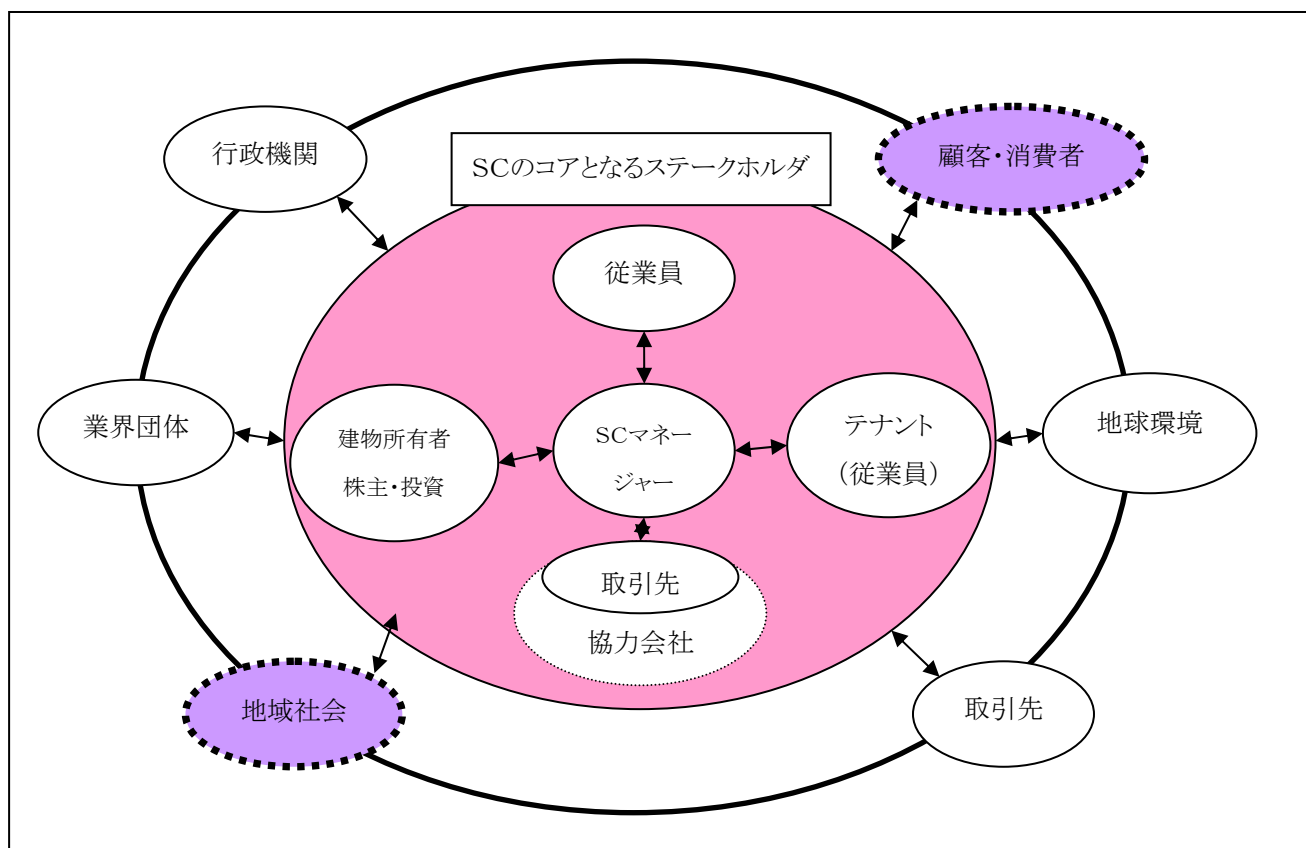 行政機関
SCのコアとなるステークホルダ
顧客・消費者
従業員
業界団体
建物所有者
株主・投資
SCマネー
ジャー
テナント
(従業員)
地球環境
取引先
協力会社
地域社会
取引先